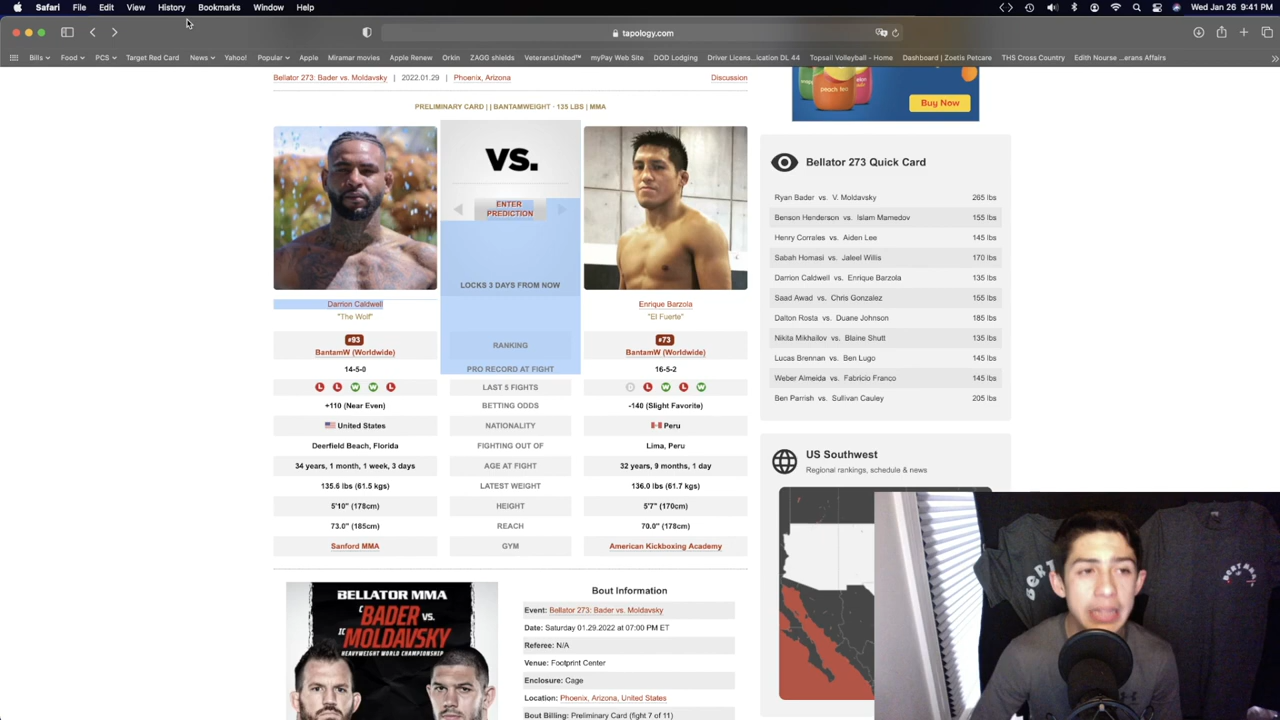 Safari File Edit View History Bookmarks Window Help Wed Jan 26 9:41 PM
tapology.com
Bills Food PCS Target Red Card News Yahoo! Popular Apple Miramar movies Apple Renew Orkin ZAGG shields VeteransUnited™ myPay Web Site DOD Lodging Driver Licens...ication DL 44 Topsail Volleyball - Home Dashboard | Zoetis Petcare THS Cross Country Edith Nourse ...erans Affairs
Bellator 273: Bader vs. Moldavsky | 2022.01.29 | Phoenix, Arizona Discussion
PRELIMINARY CARD | | BANTAMWEIGHT · 135 LBS | MMA
Buy Now
VS.
ENTER
PREDICTION
LOCKS 3 DAYS FROM NOW
Darrion Caldwell Enrique Barzola
"The Wolf" "El Fuerte"
#93 #73
BantamW (Worldwide) RANKING BantamW (Worldwide)
14-5-0 PRO RECORD AT FIGHT 16-5-2
L L W W L LAST 5 FIGHTS D L W L W
+110 (Near Even) BETTING ODDS -140 (Slight Favorite)
United States NATIONALITY Peru
Deerfield Beach, Florida FIGHTING OUT OF Lima, Peru
34 years, 1 month, 1 week, 3 days AGE AT FIGHT 32 years, 9 months, 1 day
135.6 lbs (61.5 kgs) LATEST WEIGHT 136.0 lbs (61.7 kgs)
5'10" (178cm) HEIGHT 5'7" (170cm)
73.0" (185cm) REACH 70.0" (178cm)
Sanford MMA GYM American Kickboxing Academy
BELLATOR MMA
C BADER VS.
IC MOLDAVSKY
HEAVYWEIGHT WORLD CHAMPIONSHIP
Bout Information
Event: Bellator 273: Bader vs. Moldavsky
Date: Saturday 01.29.2022 at 07:00 PM ET
Referee: N/A
Venue: Footprint Center
Enclosure: Cage
Location: Phoenix, Arizona, United States
Bout Billing: Preliminary Card (fight 7 of 11)
Bellator 273 Quick Card
Ryan Bader vs. V. Moldavsky 265 lbs
Benson Henderson vs. Islam Mamedov 155 lbs
Henry Corrales vs. Aiden Lee 145 lbs
Sabah Homasi vs. Jaleel Willis 170 lbs
Darrion Caldwell vs. Enrique Barzola 135 lbs
Saad Awad vs. Chris Gonzalez 155 lbs
Dalton Rosta vs. Duane Johnson 185 lbs
Nikita Mikhailov vs. Blaine Shutt 135 lbs
Lucas Brennan vs. Ben Lugo 145 lbs
Weber Almeida vs. Fabricio Franco 145 lbs
Ben Parrish vs. Sullivan Cauley 205 lbs
US Southwest
Regional rankings, schedule & news